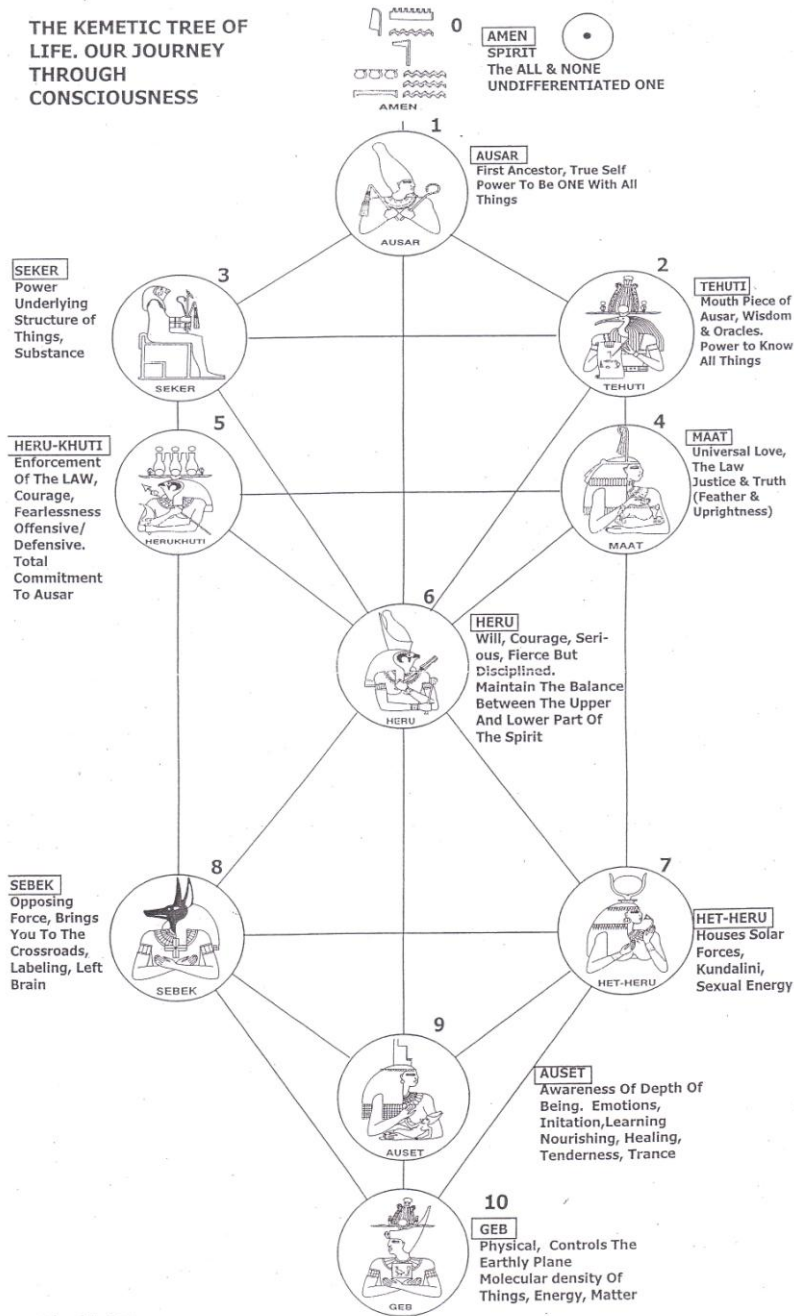 THE KEMETIC TREE OF
LIFE. OUR JOURNEY
THROUGH
CONSCIOUSNESS
0
AMEN
SPIRIT
The ALL & NONE
UNDIFFERENTIATED ONE
AMEN
1
AUSAR
First Ancestor, True Self
Power To Be ONE With All
Things
AUSAR
SEKER
Power
Underlying
Structure of
Things,
Substance
3
SEKER
2
TEHUTI
Mouth Piece of
Ausar, Wisdom
& Oracles.
Power to Know
All Things
TEHUTI
HERU-KHUTI
Enforcement
Of The LAW,
Courage,
Fearlessness
Offensive/
Defensive.
Total
Commitment
To Ausar
5
HERUKHUTI
4
MAAT
Universal Love,
The Law
Justice & Truth
(Feather &
Uprightness)
MAAT
6
HERU
Will, Courage, Seri-
ous, Fierce But
Disciplined.
Maintain The Balance
Between The Upper
And Lower Part Of
The Spirit
HERU
SEBEK
Opposing
Force, Brings
You To The
Crossroads,
Labeling, Left
Brain
8
SEBEK
7
HET-HERU
Houses Solar
Forces,
Kundalini,
Sexual Energy
HET-HERU
9
AUSET
Awareness Of Depth Of
Being. Emotions,
Initation,Learning
Nourishing, Healing,
Tenderness, Trance
AUSET
10
GEB
Physical, Controls The
Earthly Plane
Molecular density Of
Things, Energy, Matter
GEB